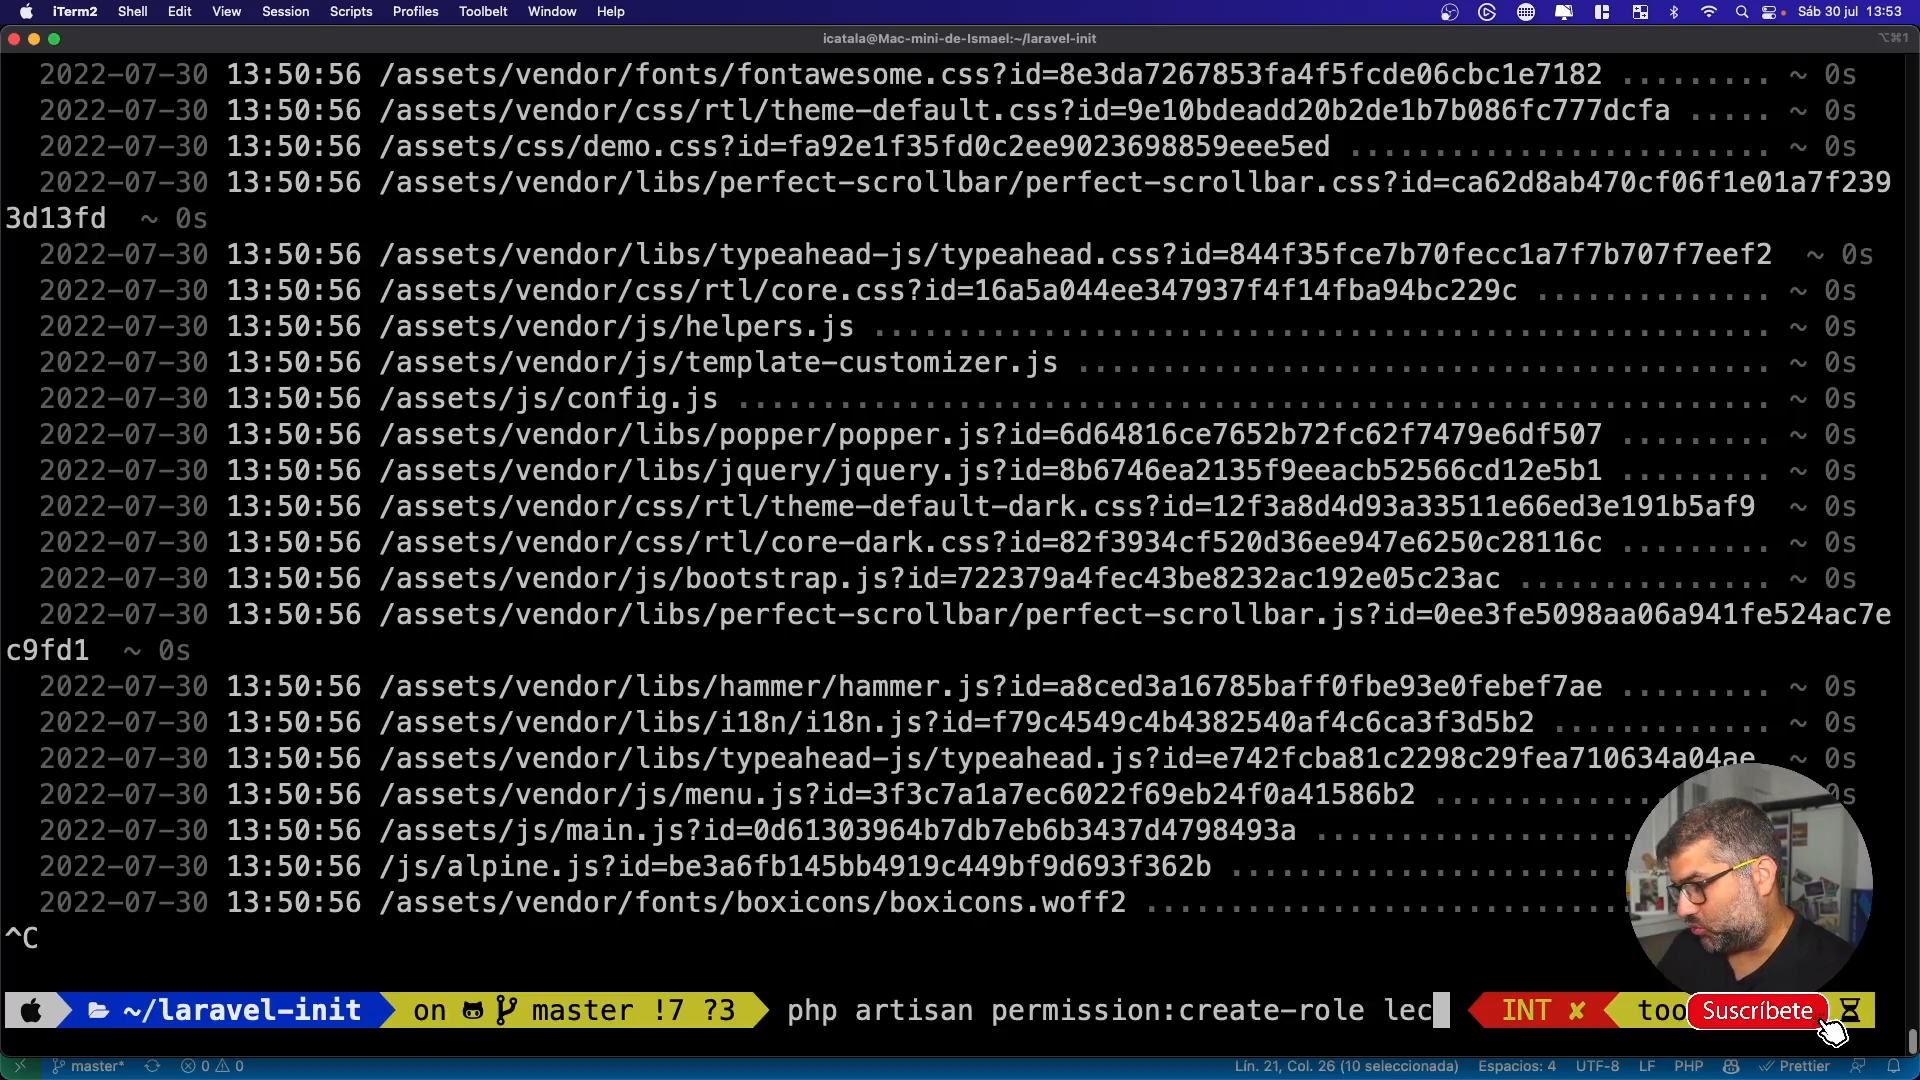 iTerm2 Shell Edit View Session Scripts Profiles Toolbelt Window Help Sáb 30 jul 13:53
icatala@Mac-mini-de-Ismael:~/laravel-init ⌥⌘1
2022-07-30 13:50:56 /assets/vendor/fonts/fontawesome.css?id=8e3da7267853fa4f5fcde06cbc1e7182 ......... ~ 0s
2022-07-30 13:50:56 /assets/vendor/css/rtl/theme-default.css?id=9e10bdeadd20b2de1b7b086fc777dcfa ..... ~ 0s
2022-07-30 13:50:56 /assets/css/demo.css?id=fa92e1f35fd0c2ee9023698859eee5ed ......................... ~ 0s
2022-07-30 13:50:56 /assets/vendor/libs/perfect-scrollbar/perfect-scrollbar.css?id=ca62d8ab470cf06f1e01a7f239
3d13fd ~ 0s
2022-07-30 13:50:56 /assets/vendor/libs/typeahead-js/typeahead.css?id=844f35fce7b70fecc1a7f7b707f7eef2 ~ 0s
2022-07-30 13:50:56 /assets/vendor/css/rtl/core.css?id=16a5a044ee347937f4f14fba94bc229c .............. ~ 0s
2022-07-30 13:50:56 /assets/vendor/js/helpers.js ..................................................... ~ 0s
2022-07-30 13:50:56 /assets/vendor/js/template-customizer.js ......................................... ~ 0s
2022-07-30 13:50:56 /assets/js/config.js ............................................................. ~ 0s
2022-07-30 13:50:56 /assets/vendor/libs/popper/popper.js?id=6d64816ce7652b72fc62f7479e6df507 ......... ~ 0s
2022-07-30 13:50:56 /assets/vendor/libs/jquery/jquery.js?id=8b6746ea2135f9eeacb52566cd12e5b1 ......... ~ 0s
2022-07-30 13:50:56 /assets/vendor/css/rtl/theme-default-dark.css?id=12f3a8d4d93a33511e66ed3e191b5af9 ~ 0s
2022-07-30 13:50:56 /assets/vendor/css/rtl/core-dark.css?id=82f3934cf520d36ee947e6250c28116c ......... ~ 0s
2022-07-30 13:50:56 /assets/vendor/js/bootstrap.js?id=722379a4fec43be8232ac192e05c23ac ............... ~ 0s
2022-07-30 13:50:56 /assets/vendor/libs/perfect-scrollbar/perfect-scrollbar.js?id=0ee3fe5098aa06a941fe524ac7e
c9fd1 ~ 0s
2022-07-30 13:50:56 /assets/vendor/libs/hammer/hammer.js?id=a8ced3a16785baff0fbe93e0febef7ae ......... ~ 0s
2022-07-30 13:50:56 /assets/vendor/libs/i18n/i18n.js?id=f79c4549c4b4382540af4c6ca3f3d5b2 ............. ~ 0s
2022-07-30 13:50:56 /assets/vendor/libs/typeahead-js/typeahead.js?id=e742fcba81c2298c29fea710634a04ae ~ 0s
2022-07-30 13:50:56 /assets/vendor/js/menu.js?id=3f3c7a1a7ec6022f69eb24f0a41586b2 ............. 0s
2022-07-30 13:50:56 /assets/js/main.js?id=0d61303964b7db7eb6b3437d4798493a ...................
2022-07-30 13:50:56 /js/alpine.js?id=be3a6fb145bb4919c449bf9d693f362b ........................
2022-07-30 13:50:56 /assets/vendor/fonts/boxicons/boxicons.woff2 .............................
^C
~/laravel-init on master !7 ?3 php artisan permission:create-role lec INT ✘ too Suscríbete
master* 0 0 Lín. 21, Col. 26 (10 seleccionada) Espacios: 4 UTF-8 LF PHP Prettier